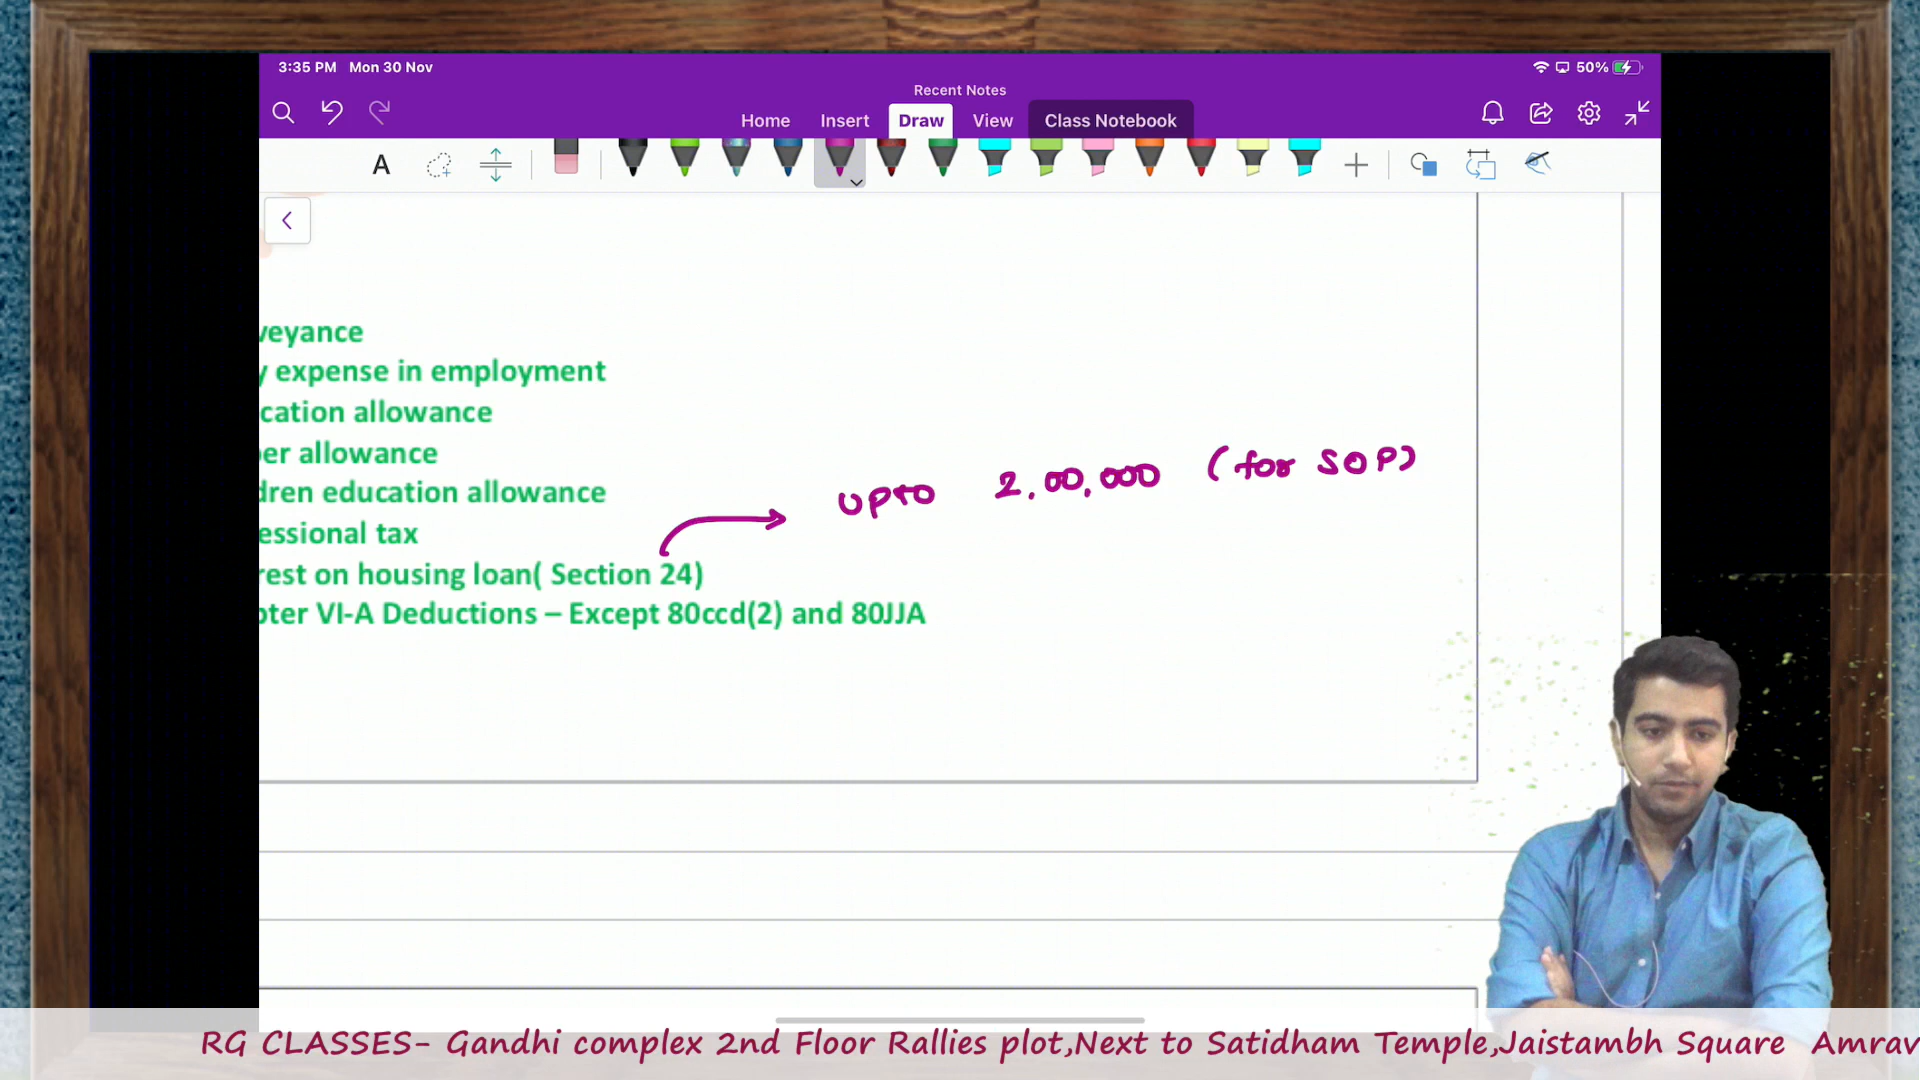 3:35 PM Mon 30 Nov
50%
Recent Notes
Home Insert Draw View Class Notebook
A
veyance
y expense in employment
cation allowance
er allowance
dren education allowance
essional tax
rest on housing loan( Section 24)
pter VI-A Deductions – Except 80ccd(2) and 80JJA
upto 2,00,000 (for SOP)
RG CLASSES- Gandhi complex 2nd Floor Rallies plot,Next to Satidham Temple,Jaistambh Square Amrav